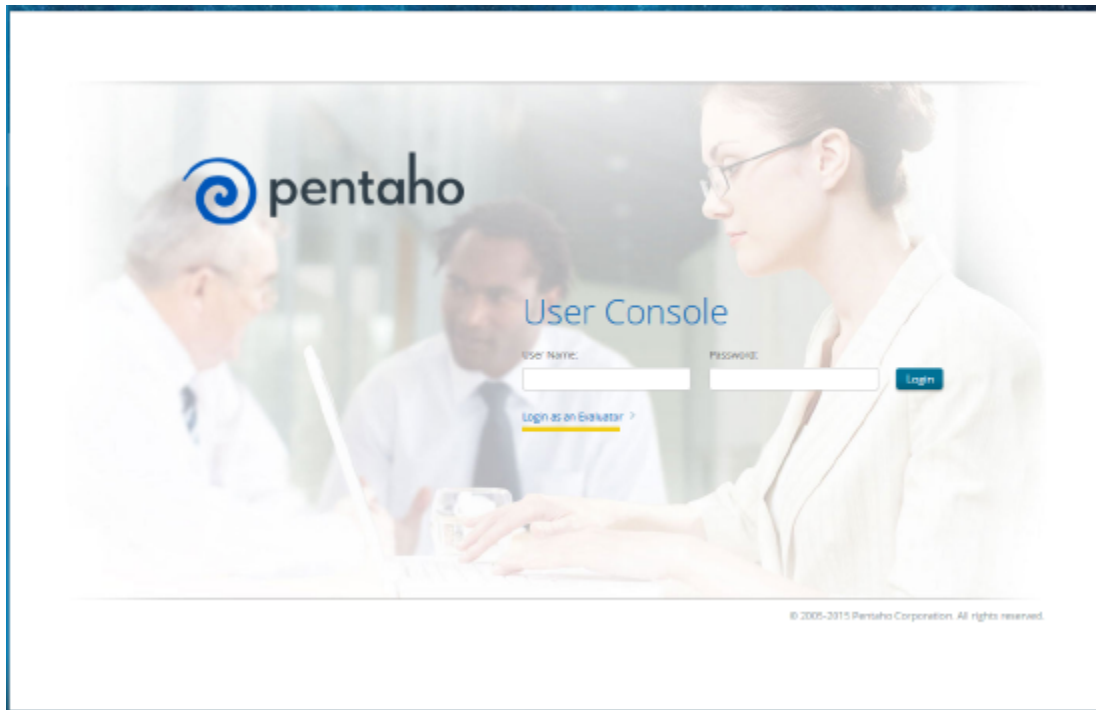 pentaho
User Console
User Name:
Password:
Login
Login as an Evaluator >
© 2005-2015 Pentaho Corporation. All rights reserved.